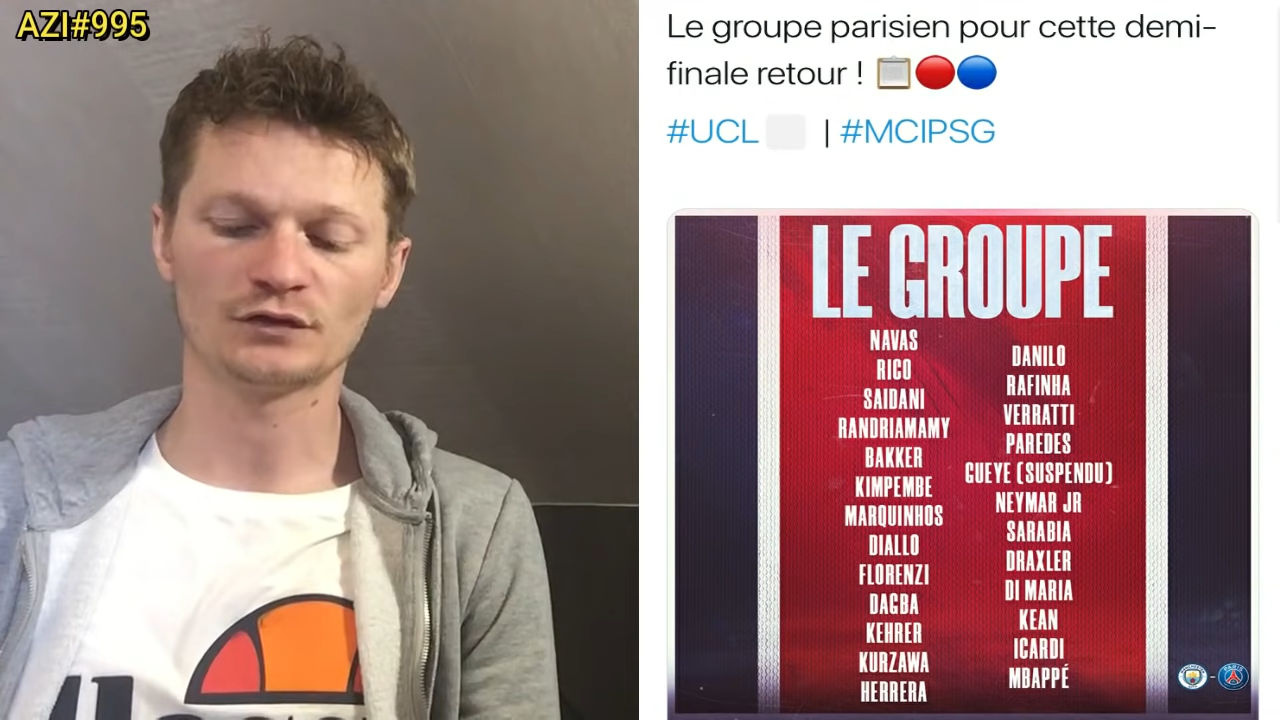 AZI#995
Le groupe parisien pour cette demi-
finale retour ! 📋🔴🔵
#UCL | #MCIPSG
LE GROUPE
NAVAS
RICO
SAIDANI
RANDRIAMAMY
BAKKER
KIMPEMBE
MARQUINHOS
DIALLO
FLORENZI
DAGBA
KEHRER
KURZAWA
HERRERA
DANILO
RAFINHA
VERRATTI
PAREDES
GUEYE (SUSPENDU)
NEYMAR JR
SARABIA
DRAXLER
DI MARIA
KEAN
ICARDI
MBAPPÉ